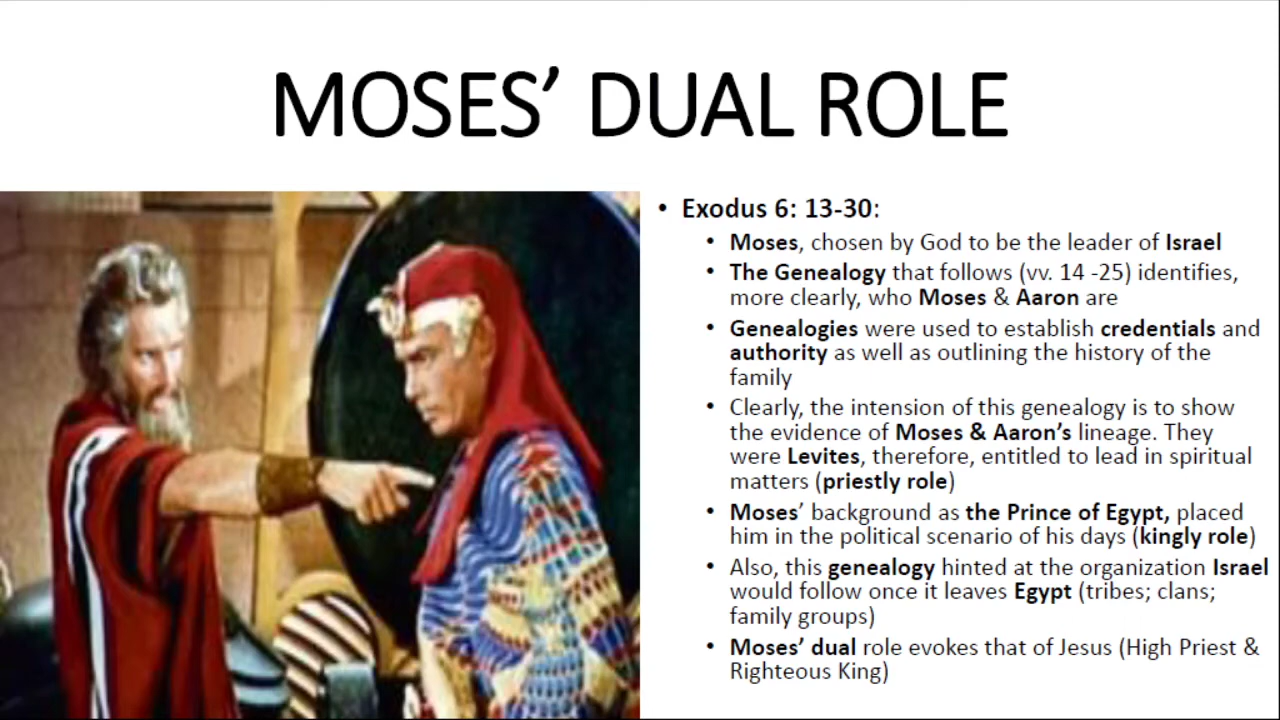 MOSES’ DUAL ROLE
• Exodus 6: 13-30:
• Moses, chosen by God to be the leader of Israel
• The Genealogy that follows (vv. 14 -25) identifies,
more clearly, who Moses & Aaron are
• Genealogies were used to establish credentials and
authority as well as outlining the history of the
family
• Clearly, the intension of this genealogy is to show
the evidence of Moses & Aaron’s lineage. They
were Levites, therefore, entitled to lead in spiritual
matters (priestly role)
• Moses’ background as the Prince of Egypt, placed
him in the political scenario of his days (kingly role)
• Also, this genealogy hinted at the organization Israel
would follow once it leaves Egypt (tribes; clans;
family groups)
• Moses’ dual role evokes that of Jesus (High Priest &
Righteous King)